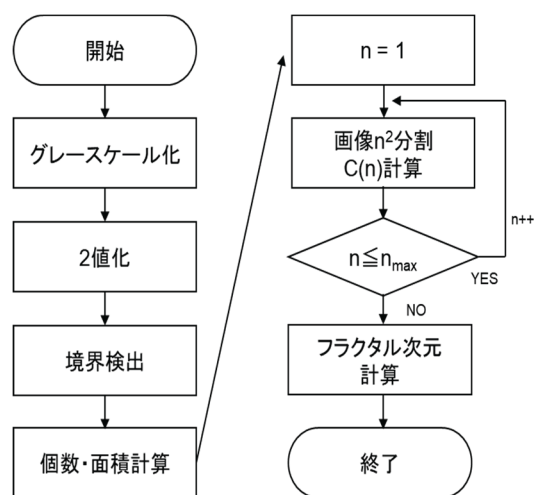 開始
グレースケール化
2値化
境界検出
個数・面積計算
n = 1
画像n²分割
C(n)計算
n≦nmax
YES
n++
NO
フラクタル次元
計算
終了